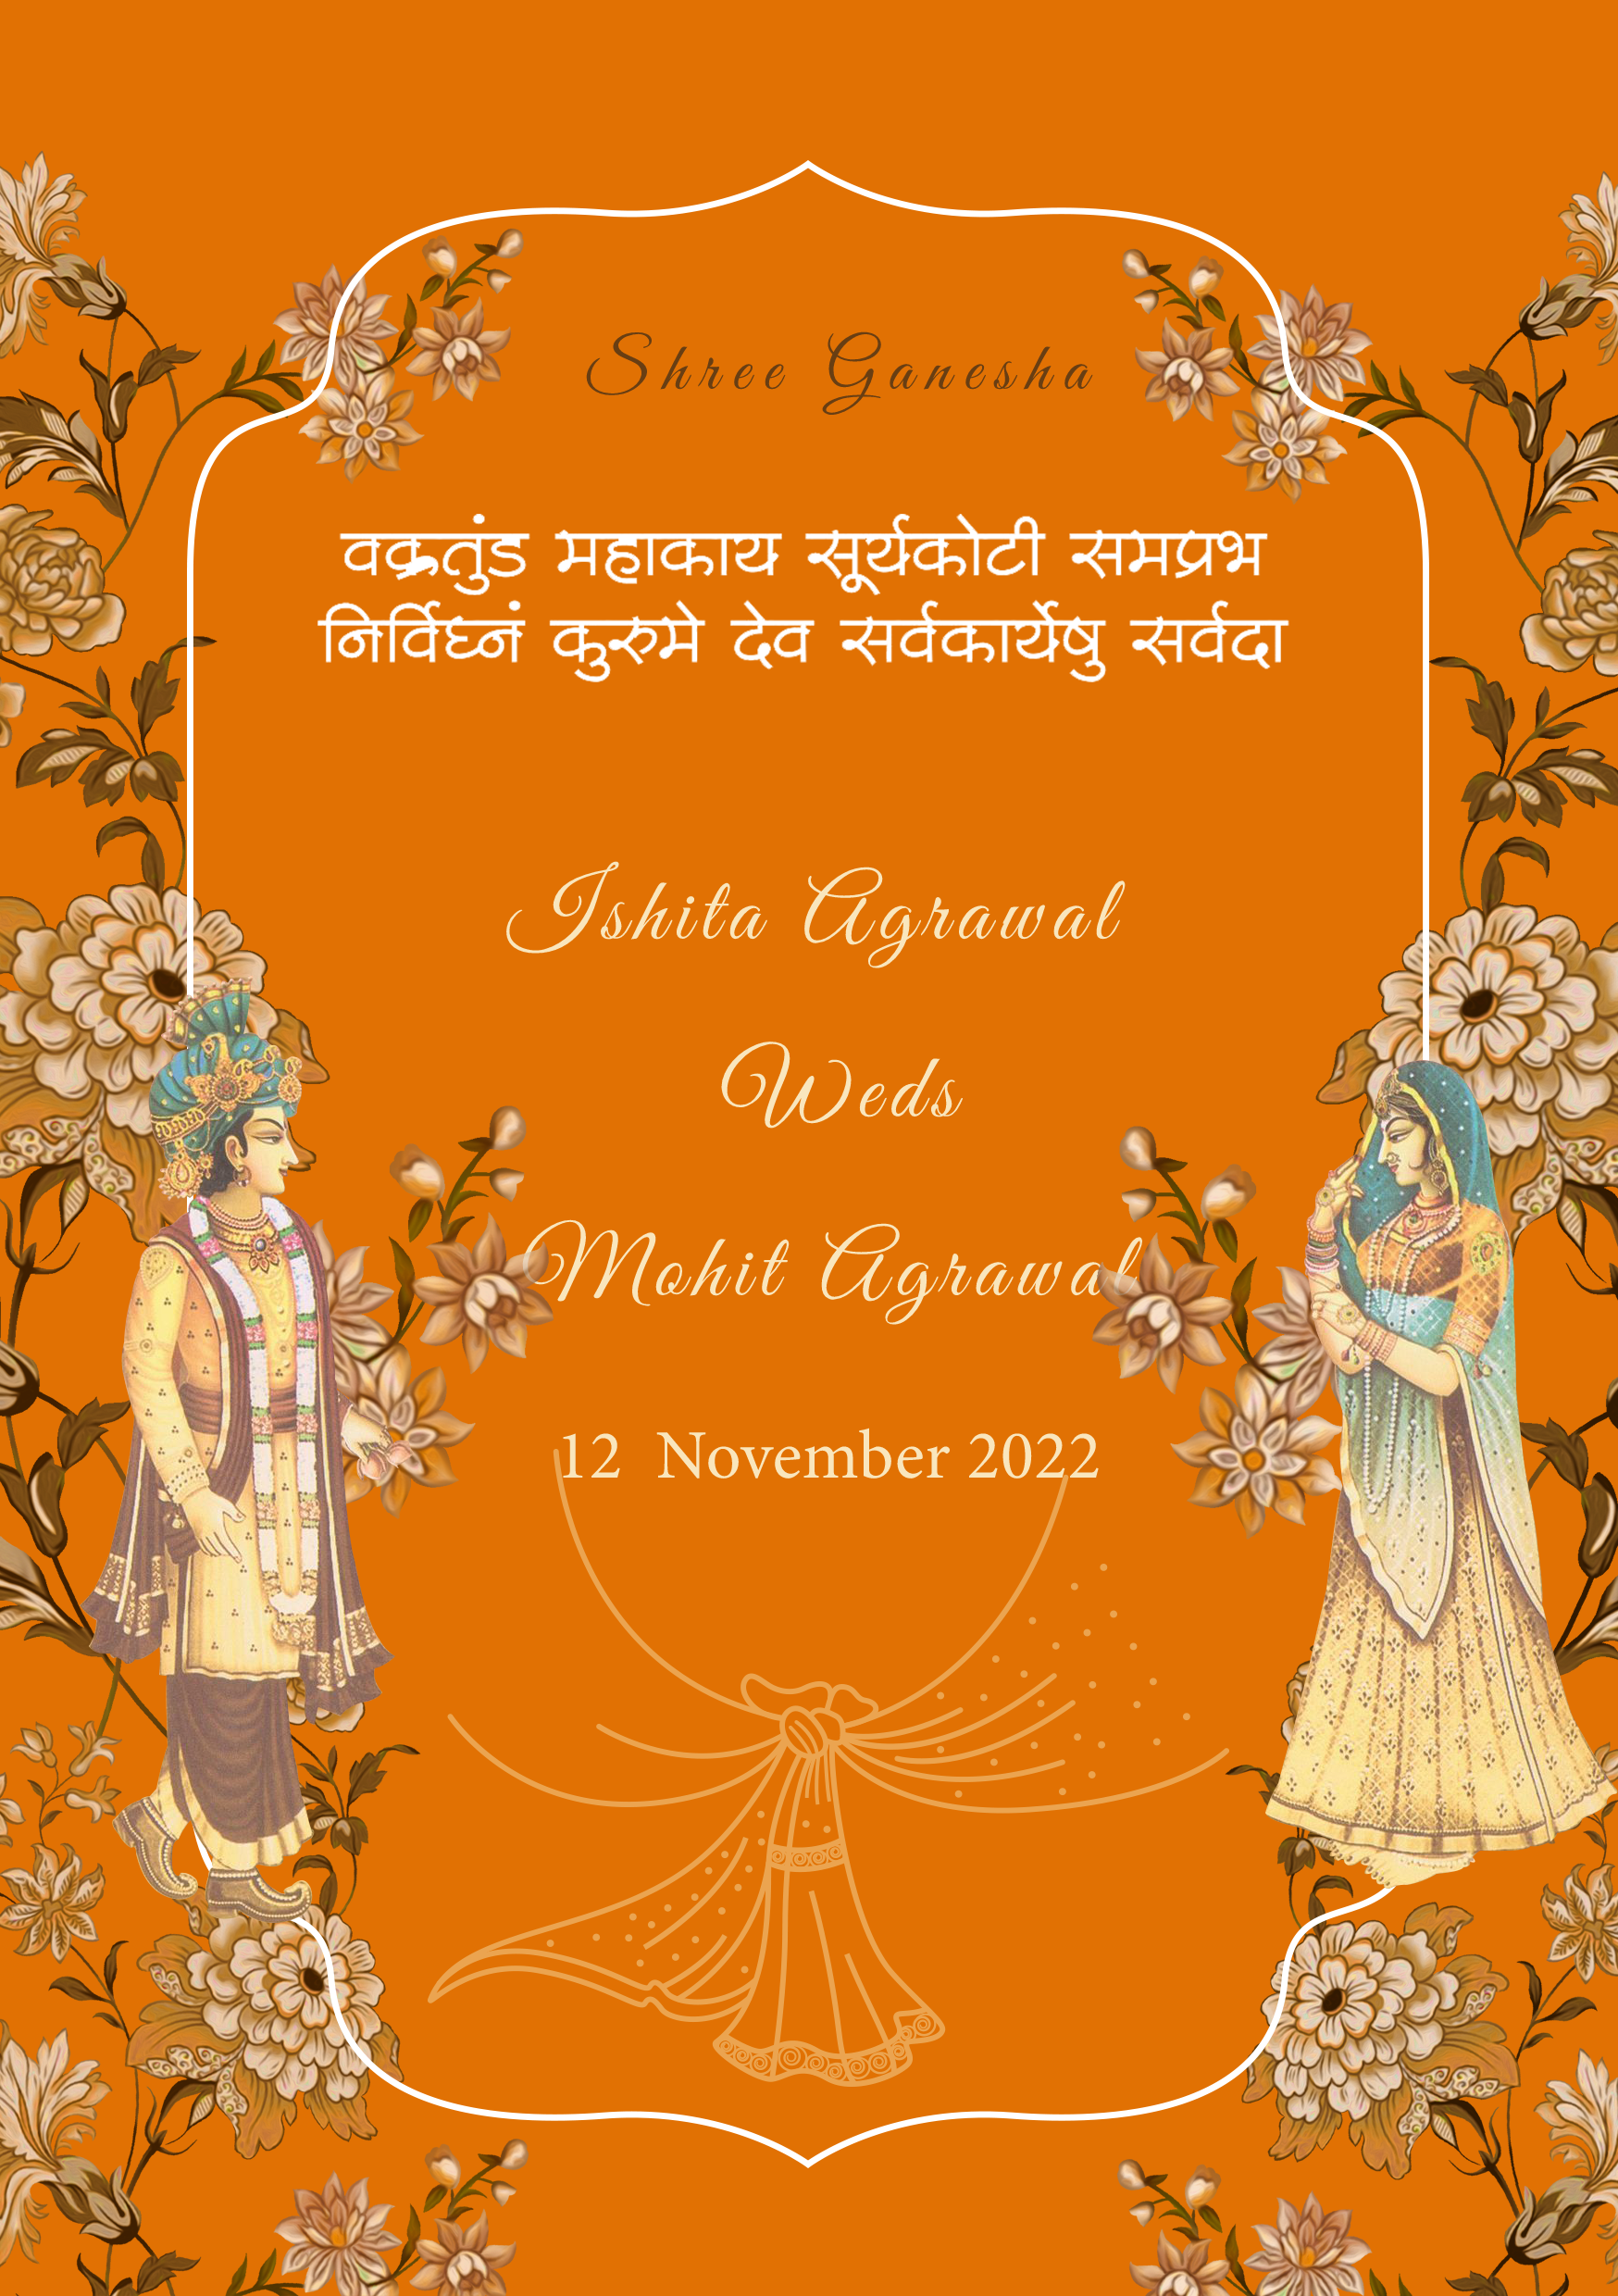 Shree Ganesha
वक्रतुंड महाकाय सूर्यकोटी समप्रभ
निर्विघ्नं कुरुमे देव सर्वकार्येषु सर्वदा
Ishita Agrawal
Weds
Mohit Agrawal
12 November 2022